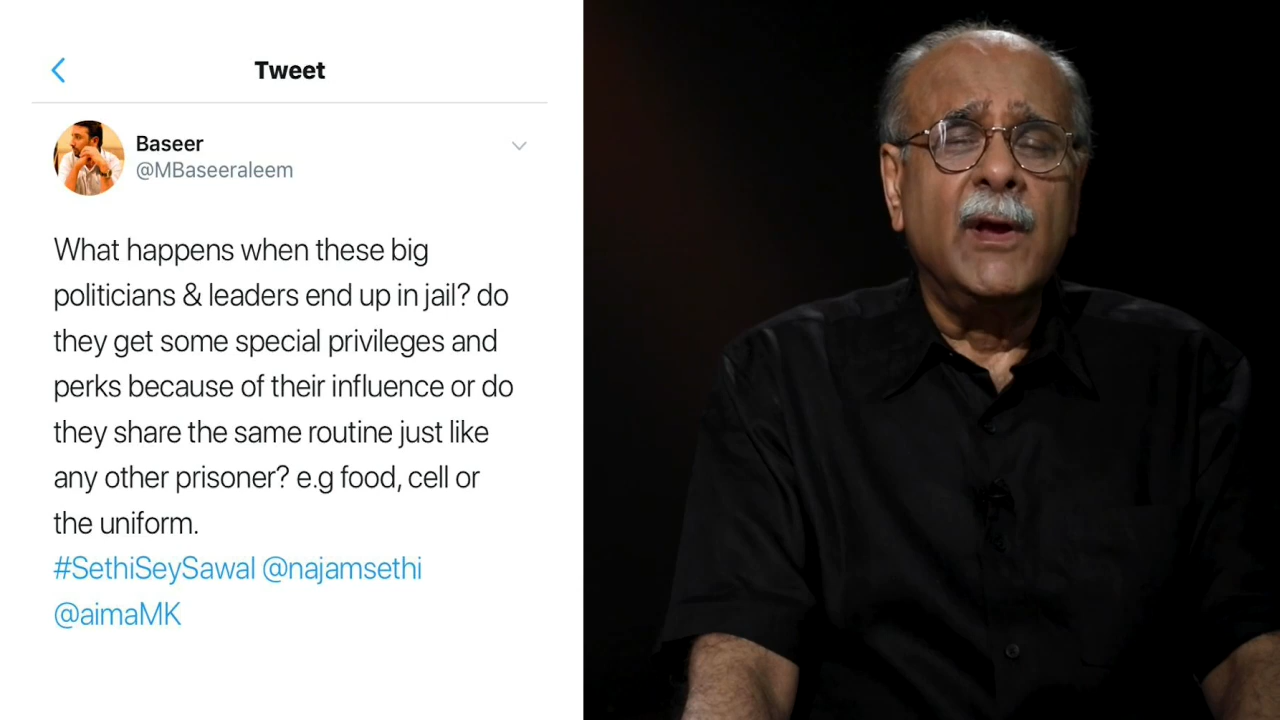 Tweet
Baseer
@MBaseeraleem
What happens when these big
politicians & leaders end up in jail? do
they get some special privileges and
perks because of their influence or do
they share the same routine just like
any other prisoner? e.g food, cell or
the uniform.
#SethiSeySawal @najamsethi
@aimaMK